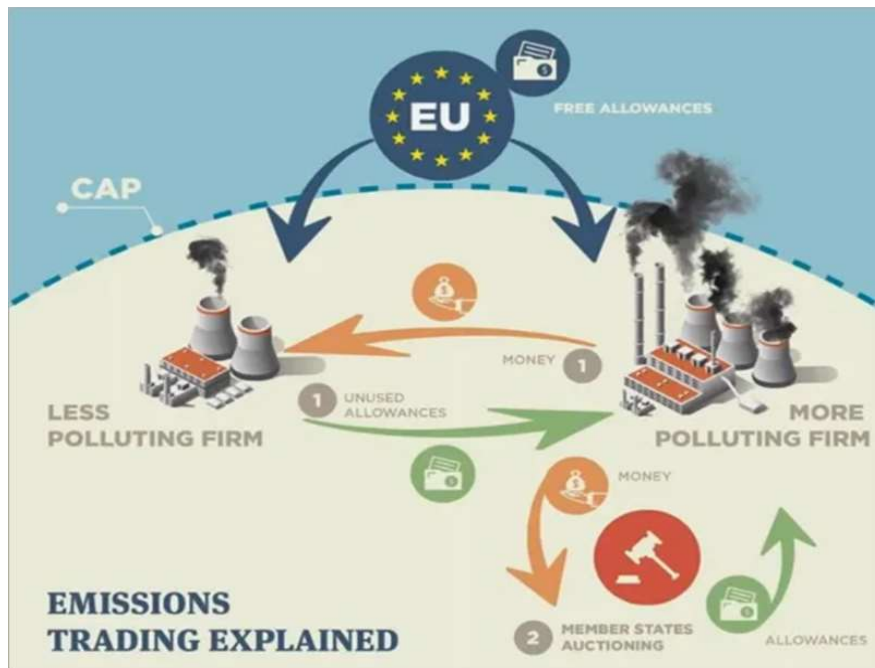 EU
FREE ALLOWANCES
CAP
MONEY 1
1 UNUSED
ALLOWANCES
LESS
POLLUTING FIRM
MORE
POLLUTING FIRM
MONEY
2 MEMBER STATES
AUCTIONING
ALLOWANCES
EMISSIONS
TRADING EXPLAINED